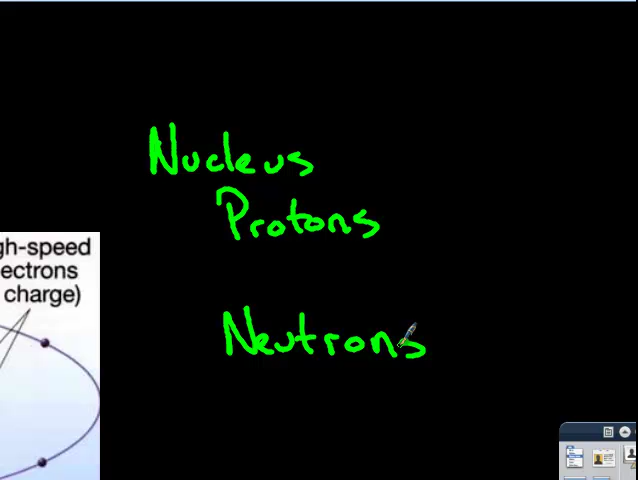 Nucleus
Protons
gh-speed
ectrons
charge)
Neutrons